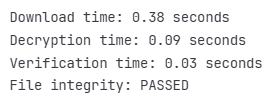 Download time: 0.38 seconds
Decryption time: 0.09 seconds
Verification time: 0.03 seconds
File integrity: PASSED